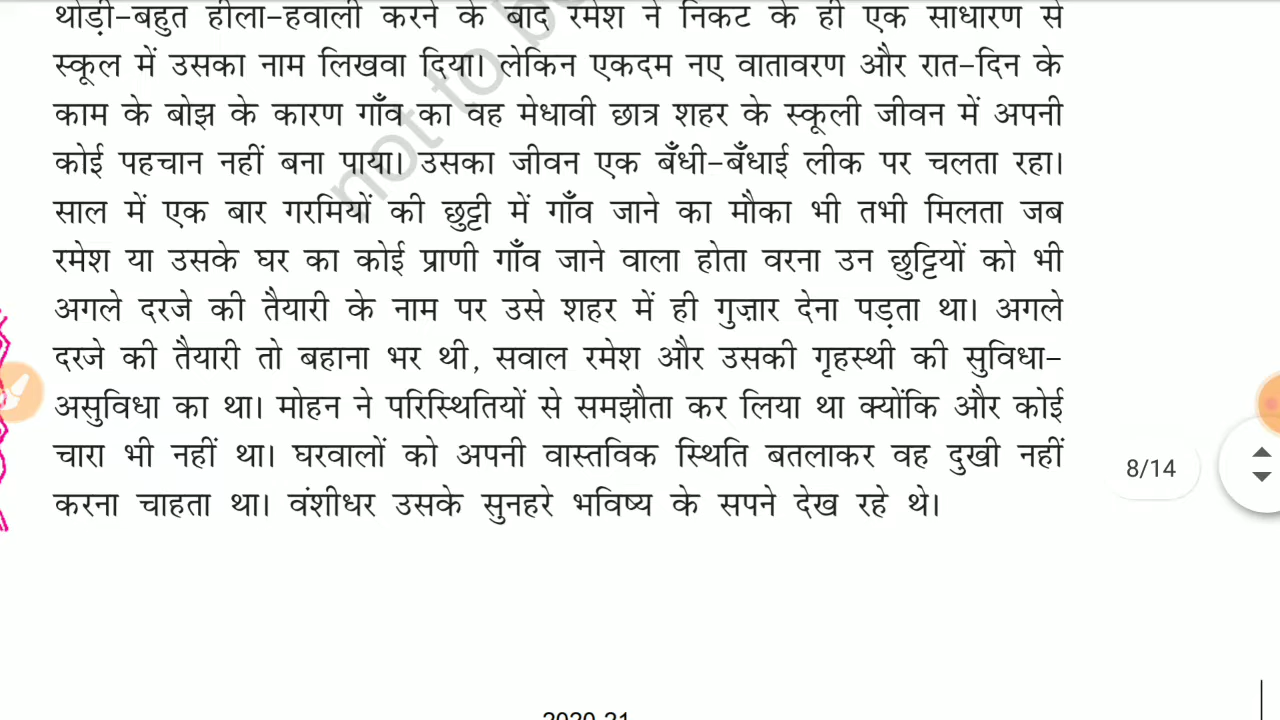 थोड़ी-बहुत हीला-हवाली करने के बाद रमेश ने निकट के ही एक साधारण से
स्कूल में उसका नाम लिखवा दिया। लेकिन एकदम नए वातावरण और रात-दिन के
काम के बोझ के कारण गाँव का वह मेधावी छात्र शहर के स्कूली जीवन में अपनी
कोई पहचान नहीं बना पाया। उसका जीवन एक बँधी-बँधाई लीक पर चलता रहा।
साल में एक बार गरमियों की छुट्टी में गाँव जाने का मौका भी तभी मिलता जब
रमेश या उसके घर का कोई प्राणी गाँव जाने वाला होता वरना उन छुट्टियों को भी
अगले दरजे की तैयारी के नाम पर उसे शहर में ही गुज़ार देना पड़ता था। अगले
दरजे की तैयारी तो बहाना भर थी, सवाल रमेश और उसकी गृहस्थी की सुविधा-
असुविधा का था। मोहन ने परिस्थितियों से समझौता कर लिया था क्योंकि और कोई
चारा भी नहीं था। घरवालों को अपनी वास्तविक स्थिति बतलाकर वह दुखी नहीं
करना चाहता था। वंशीधर उसके सुनहरे भविष्य के सपने देख रहे थे।
8/14
not to b
2020-21